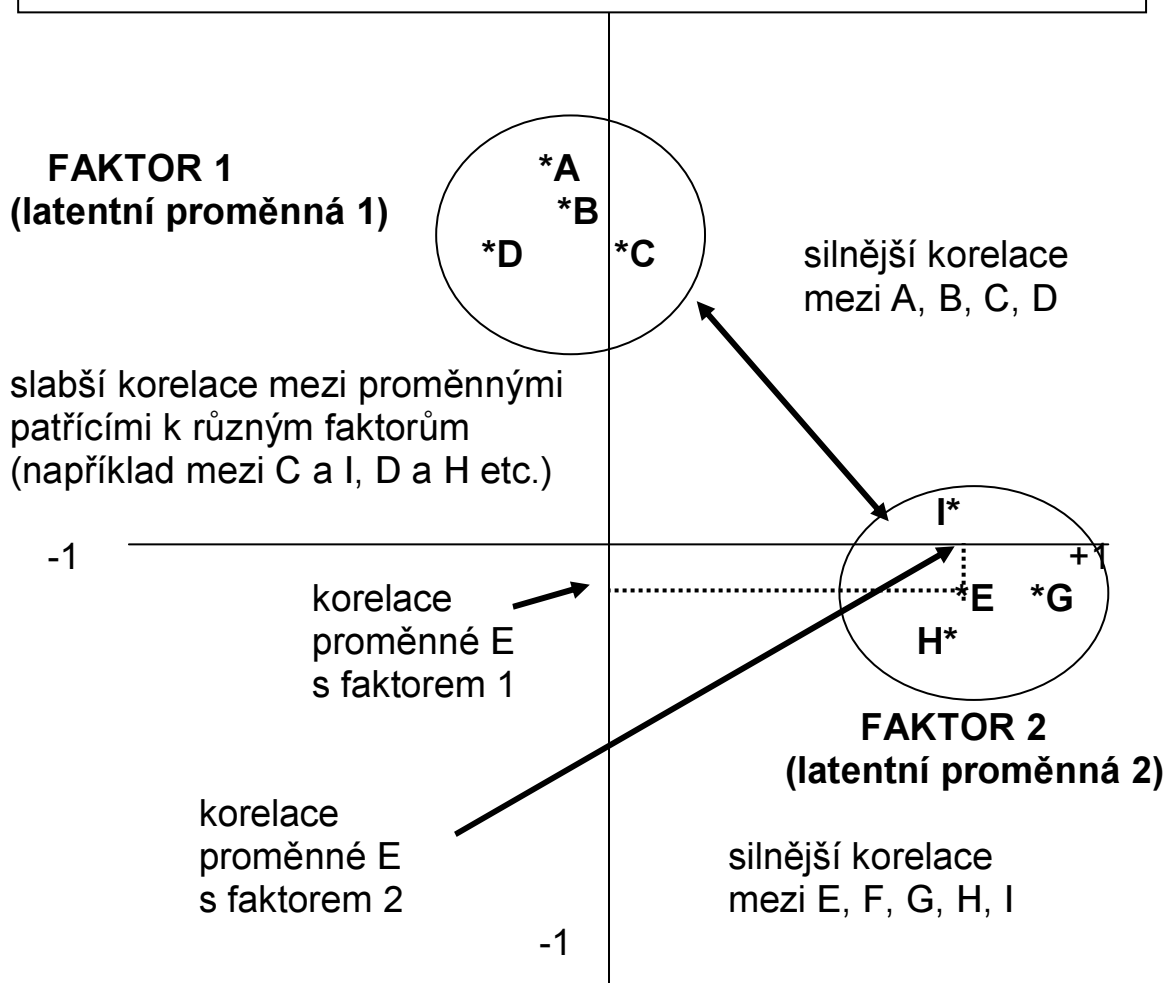 FAKTOR 1
(latentní proměnná 1)
*A
*B
*D
*C
silnější korelace
mezi A, B, C, D
slabší korelace mezi proměnnými
patřícími k různým faktorům
(například mezi C a I, D a H etc.)
I*
-1
+1
korelace
proměnné E
s faktorem 1
*E
*G
H*
FAKTOR 2
(latentní proměnná 2)
korelace
proměnné E
s faktorem 2
silnější korelace
mezi E, F, G, H, I
-1